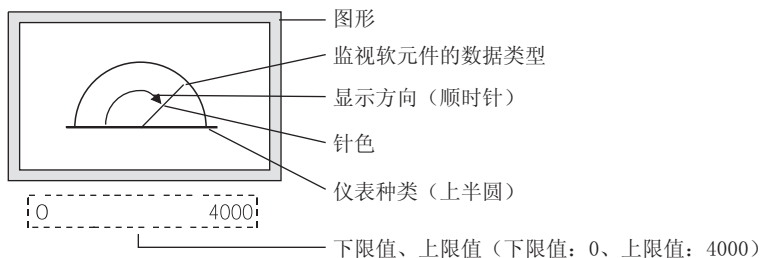 图形
监视软元件的数据类型
显示方向（顺时针）
针色
仪表种类（上半圆）
0 4000
下限值、上限值（下限值：0、上限值：4000）